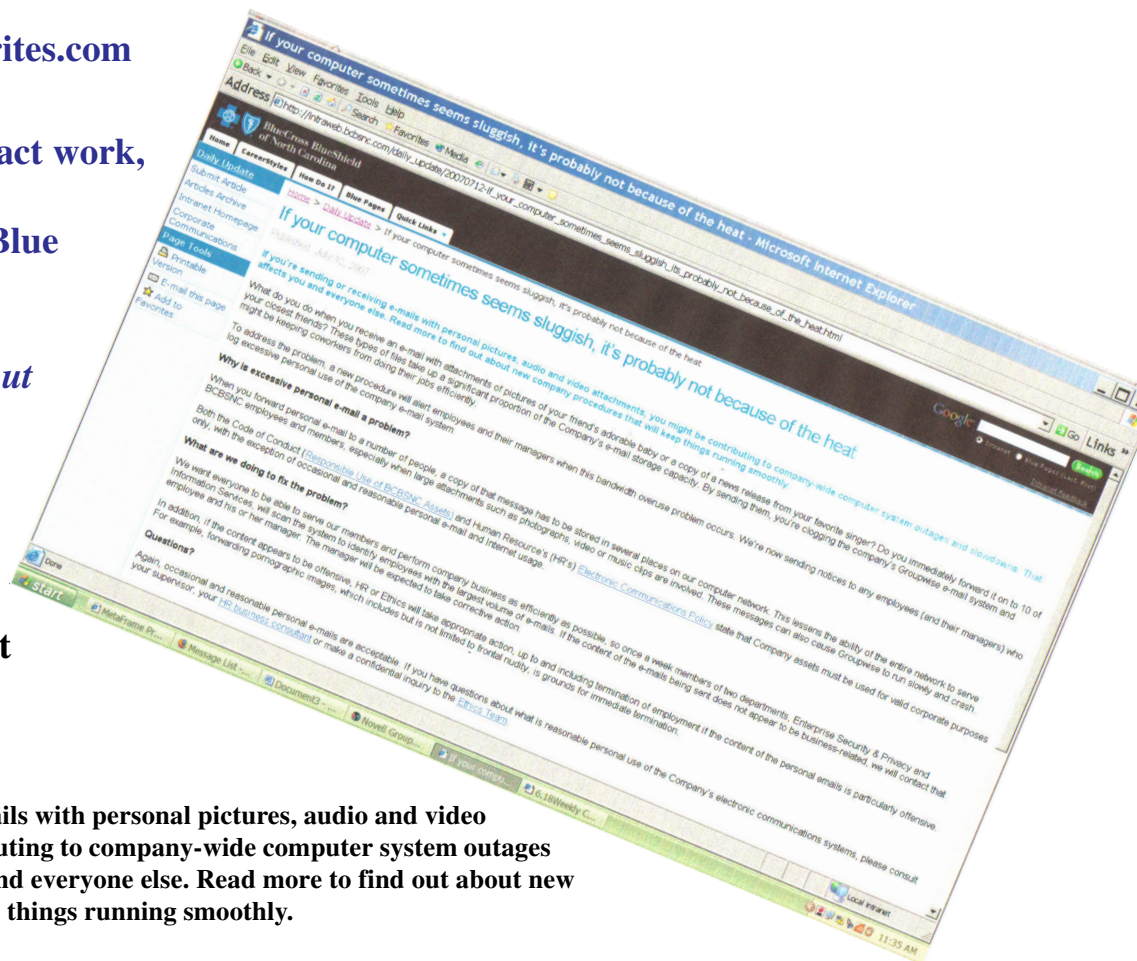 ites.com
act work,
Blue
ut
t
ails with personal pictures, audio and video
uting to company-wide computer system outages
nd everyone else. Read more to find out about new
things running smoothly.
If your computer sometimes seems sluggish, it's probably not because of the heat - Microsoft Internet Explorer
File Edit View Favorites Tools Help
Back Search Favorites Media
Address http://intraweb.bcbsnc.com/daily_update/20070712-if_your_computer_sometimes_seems_sluggish_its_probably_not_because_of_the_heat.html
Go Links »
BlueCross BlueShield
of North Carolina
Google
Search
Intranet Blue Pages (Last, First)
Intranet Feedback
Home CareerStyles How Do I? Blue Pages Quick Links
Daily Update
Submit Article
Articles Archive
Intranet Homepage
Corporate
Communications
Page Tools
Printable
Version
E-mail this page
Add to
Favorites
Home > Daily Update > If your computer sometimes seems sluggish, it's probably not because of the heat
If your computer sometimes seems sluggish, it's probably not because of the heat
Published: July 12, 2007
If you're sending or receiving e-mails with personal pictures, audio and video attachments, you might be contributing to company-wide computer system outages and slowdowns. That
affects you and everyone else. Read more to find out about new company procedures that will keep things running smoothly.
What do you do when you receive an e-mail with attachments of pictures of your friend's adorable baby or a copy of a news release from your favorite singer? Do you immediately forward it on to 10 of
your closest friends? These types of files take up a significant proportion of the Company's e-mail storage capacity. By sending them, you're clogging the company's Groupwise e-mail system and
might be keeping coworkers from doing their jobs efficiently.
To address the problem, a new procedure will alert employees and their managers when this bandwidth overuse problem occurs. We're now sending notices to any employees (and their managers) who
log excessive personal use of the company e-mail system.
Why is excessive personal e-mail a problem?
When you forward personal e-mail to a number of people, a copy of that message has to be stored in several places on our computer network. This lessens the ability of the entire network to serve
BCBSNC employees and members, especially when large attachments such as photographs, video or music clips are involved. These messages can also cause Groupwise to run slowly and crash.
Both the Code of Conduct (Responsible Use of BCBSNC Assets) and Human Resource's (HR's) Electronic Communications Policy state that Company assets must be used for valid corporate purposes
only, with the exception of occasional and reasonable personal e-mail and Internet usage.
What are we doing to fix the problem?
We want everyone to be able to serve our members and perform company business as efficiently as possible, so once a week members of two departments, Enterprise Security & Privacy and
Information Services, will scan the system to identify employees with the largest volume or e-mails. If the content of the e-mails being sent does not appear to be business-related, we will contact that
employee and his or her manager. The manager will be expected to take corrective action.
In addition, if the content appears to be offensive, HR or Ethics will take appropriate action, up to and including termination of employment if the content of the personal emails is particularly offensive.
For example, forwarding pornographic images, which includes but is not limited to frontal nudity, is grounds for immediate termination.
Questions?
Again, occasional and reasonable personal e-mails are acceptable. If you have questions about what is reasonable personal use of the Company's electronic communications systems, please consult
your supervisor, your HR business consultant or make a confidential inquiry to the Ethics Team.
Done
Local intranet
start MetaFrame Pr... Message List -... Document3 - ... Novell Group... If your compu... 6.18Weekly C... 11:35 AM